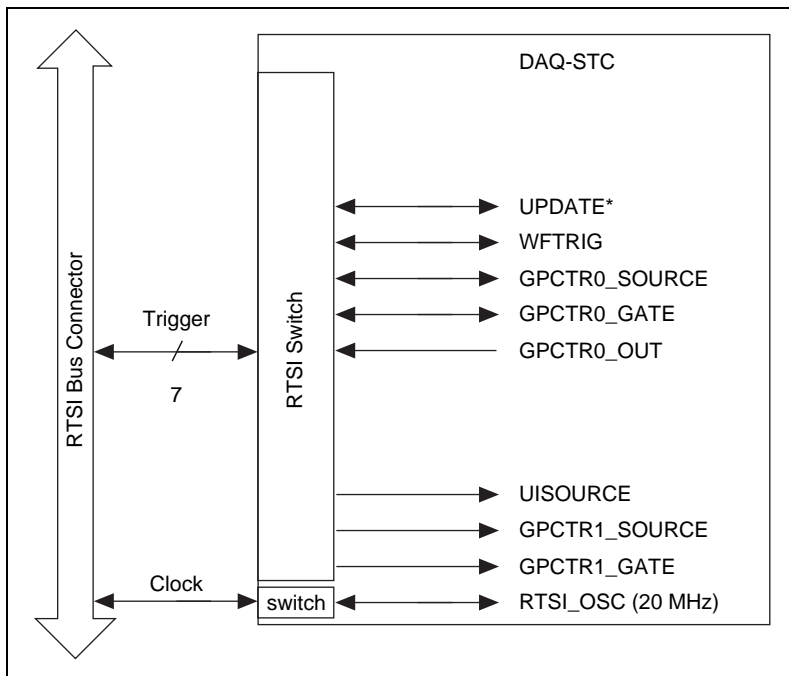 DAQ-STC
RTSI Bus Connector
Trigger
7
Clock
RTSI Switch
switch
UPDATE*
WFTRIG
GPCTR0_SOURCE
GPCTR0_GATE
GPCTR0_OUT
UISOURCE
GPCTR1_SOURCE
GPCTR1_GATE
RTSI_OSC (20 MHz)